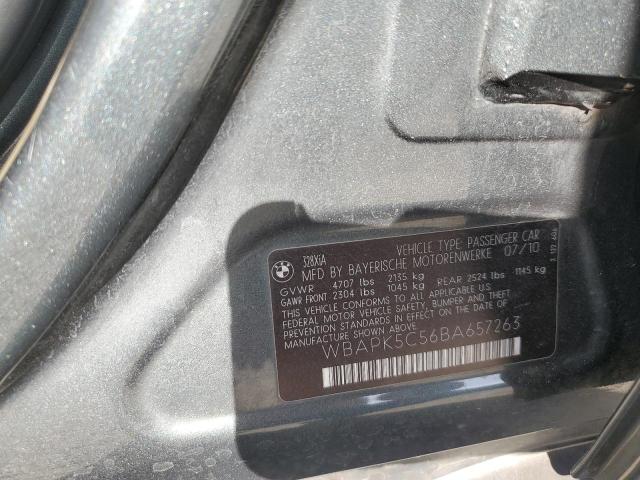 BMW
328XiA
VEHICLE TYPE: PASSENGER CAR
MFD BY BAYERISCHE MOTORENWERKE 07/10
GVWR 4707 lbs 2135 kg
GAWR FRONT 2304 lbs 1045 kg REAR 2524 lbs 1145 kg
THIS VEHICLE CONFORMS TO ALL APPLICABLE U.S.
FEDERAL MOTOR VEHICLE SAFETY, BUMPER AND THEFT
PREVENTION STANDARDS IN EFFECT ON THE DATE
OF MANUFACTURE SHOWN ABOVE.
WBAPK5C56BA657263